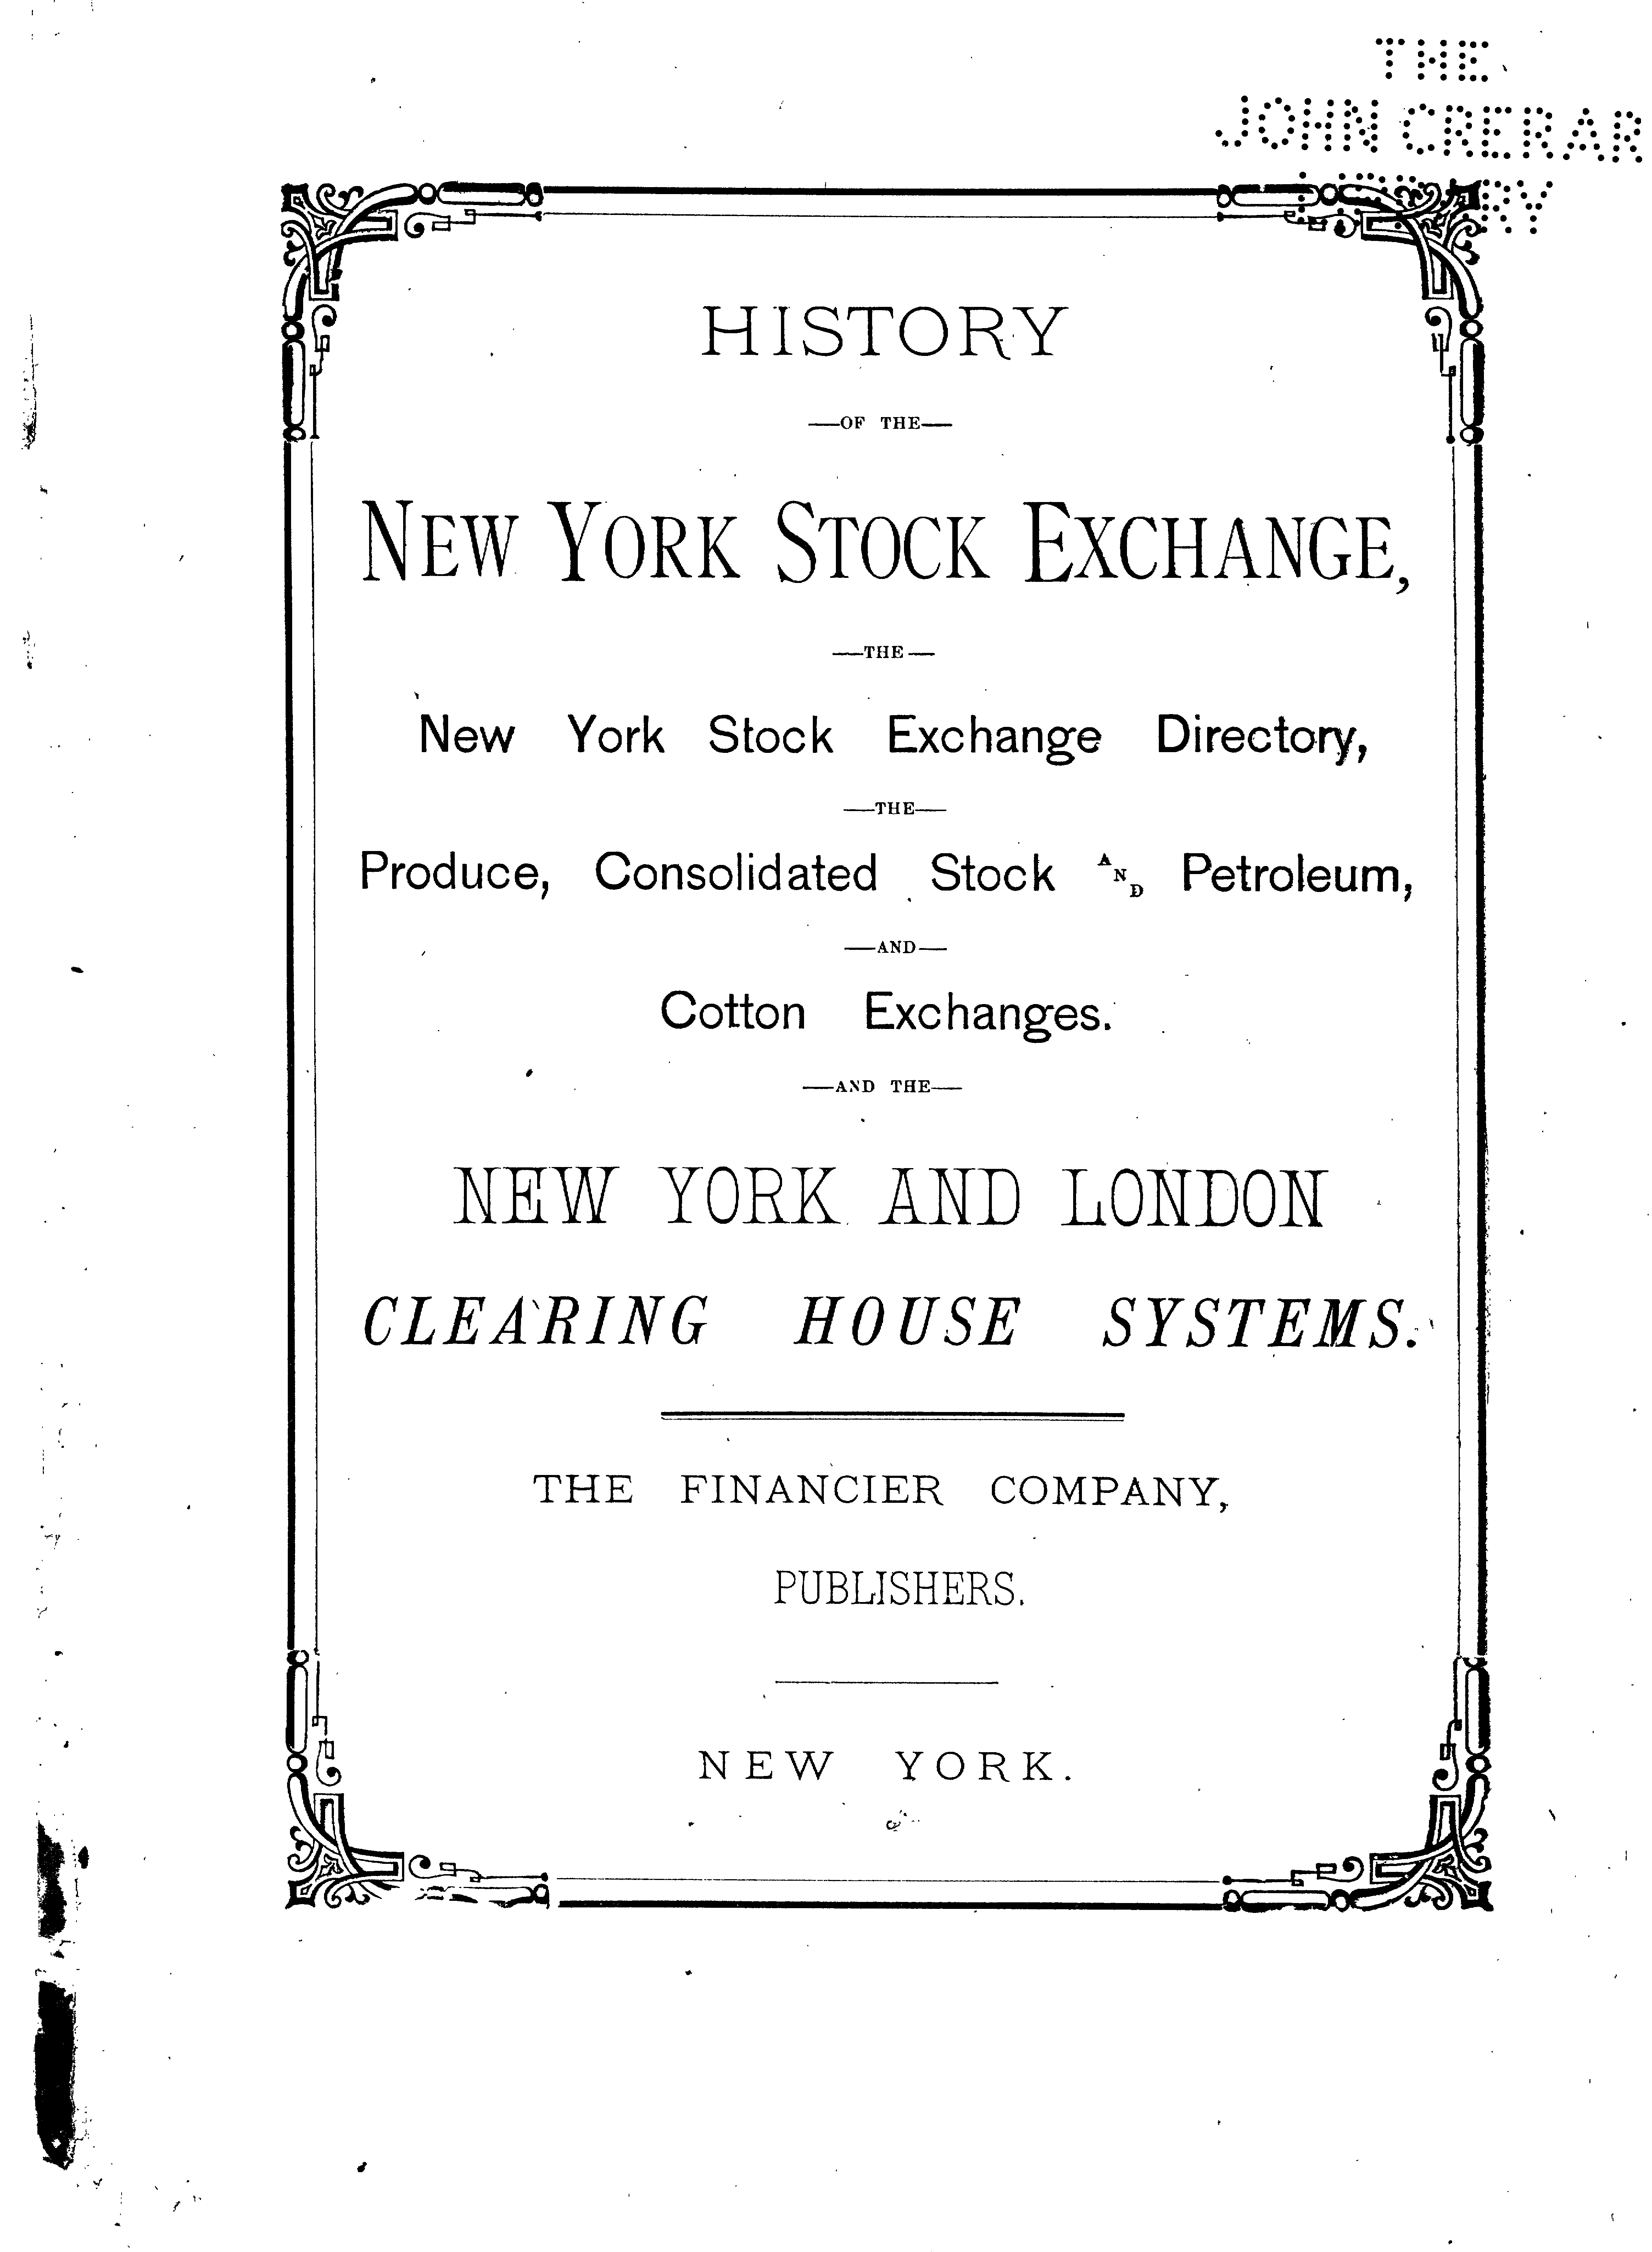 THE
JOHN CRERAR
HISTORY
—OF THE—
NEW YORK STOCK EXCHANGE,
—THE—
New York Stock Exchange Directory,
—THE—
Produce, Consolidated Stock AND Petroleum,
—AND—
Cotton Exchanges.
—AND THE—
NEW YORK AND LONDON
CLEARING HOUSE SYSTEMS.
THE FINANCIER COMPANY,
PUBLISHERS.
NEW YORK.